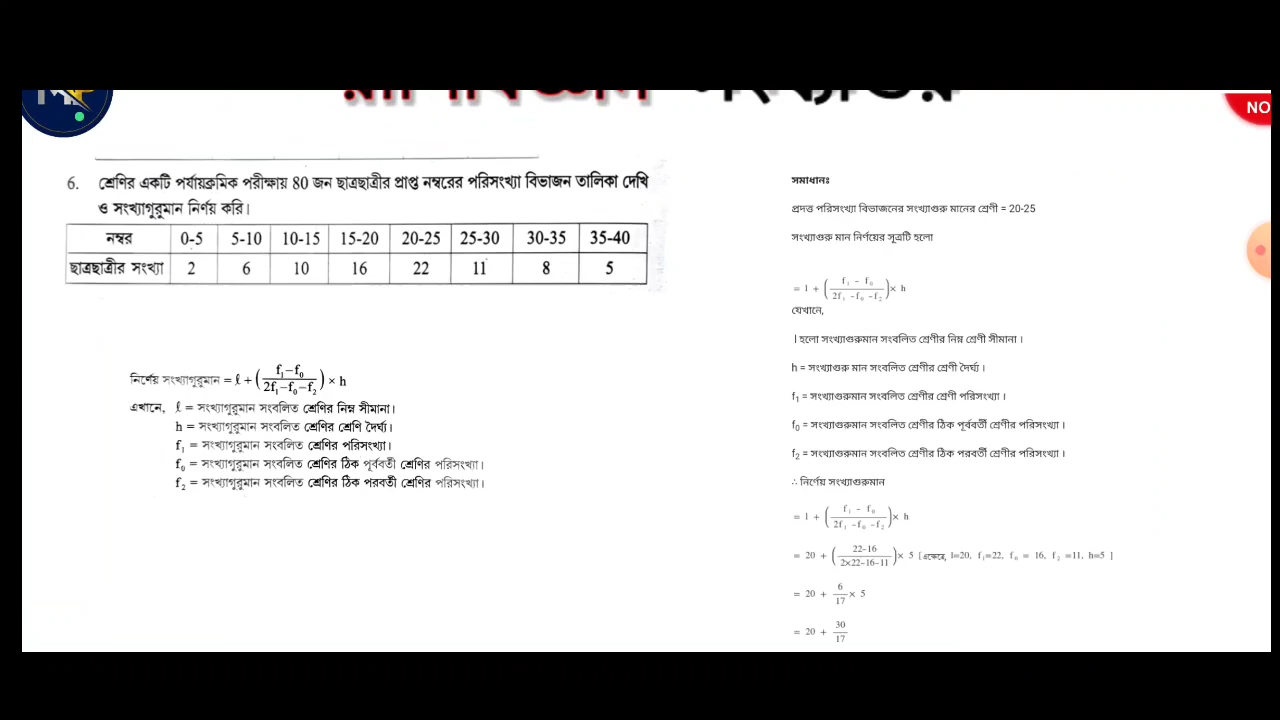 NO
6. শ্রেণির একটি পর্যায়ক্রমিক পরীক্ষায় 80 জন ছাত্রছাত্রীর প্রাপ্ত নম্বরের পরিসংখ্যা বিভাজন তালিকা দেখি
ও সংখ্যাগুরুমান নির্ণয় করি।
নম্বর 0-5 5-10 10-15 15-20 20-25 25-30 30-35 35-40
ছাত্রছাত্রীর সংখ্যা 2 6 10 16 22 11 8 5
নির্ণেয় সংখ্যাগুরুমান = ℓ + (f₁−f₀ / 2f₁−f₀−f₂) × h
এখানে, ℓ = সংখ্যাগুরুমান সংবলিত শ্রেণির নিম্ন সীমানা।
h = সংখ্যাগুরুমান সংবলিত শ্রেণির শ্রেণি দৈর্ঘ্য।
f₁ = সংখ্যাগুরুমান সংবলিত শ্রেণির পরিসংখ্যা।
f₀ = সংখ্যাগুরুমান সংবলিত শ্রেণির ঠিক পূর্ববর্তী শ্রেণির পরিসংখ্যা।
f₂ = সংখ্যাগুরুমান সংবলিত শ্রেণির ঠিক পরবর্তী শ্রেণির পরিসংখ্যা।
সমাধানঃ
প্রদত্ত পরিসংখ্যা বিভাজনের সংখ্যাগুরু মানের শ্রেণী = 20-25
সংখ্যাগুরু মান নির্ণয়ের সূত্রটি হলো
= l + (f₁ − f₀ / 2f₁ −f₀ −f₂) × h
যেখানে,
l হলো সংখ্যাগুরুমান সংবলিত শ্রেণীর নিম্ন শ্রেণী সীমানা ।
h = সংখ্যাগুরু মান সংবলিত শ্রেণীর শ্রেণী দৈর্ঘ্য ।
f₁ = সংখ্যাগুরুমান সংবলিত শ্রেণীর শ্রেণী পরিসংখ্যা ।
f₀ = সংখ্যাগুরুমান সংবলিত শ্রেণীর ঠিক পূর্ববর্তী শ্রেণীর পরিসংখ্যা ।
f₂ = সংখ্যাগুরুমান সংবলিত শ্রেণীর ঠিক পরবর্তী শ্রেণীর পরিসংখ্যা ।
∴ নির্ণেয় সংখ্যাগুরুমান
= l + (f₁ − f₀ / 2f₁ −f₀ −f₂) × h
= 20 + (22−16 / 2×22−16−11) × 5 [এক্ষেত্রে, l=20, f₁=22, f₀ = 16, f₂ =11, h=5 ]
= 20 + 6/17 × 5
= 20 + 30/17